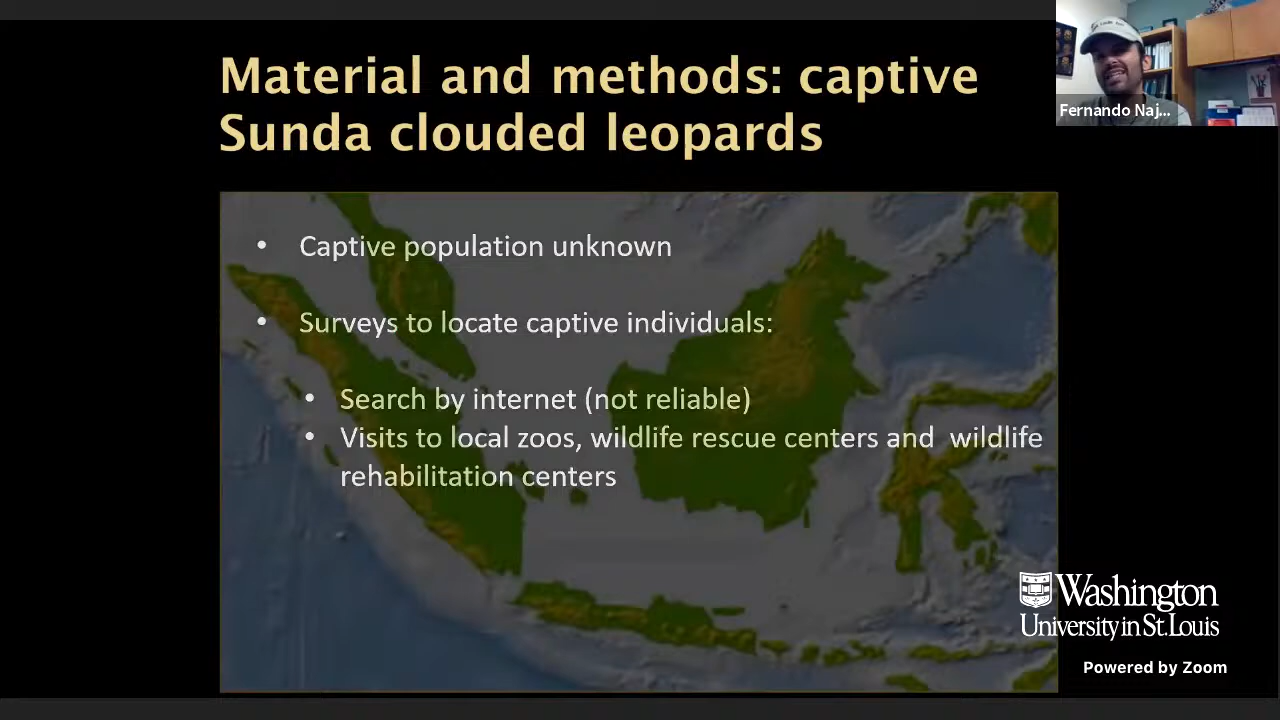 Material and methods: captive
Sunda clouded leopards
• Captive population unknown
• Surveys to locate captive individuals:
• Search by internet (not reliable)
• Visits to local zoos, wildlife rescue centers and wildlife
rehabilitation centers
Fernando Naj...
Washington
University in St. Louis
Powered by Zoom